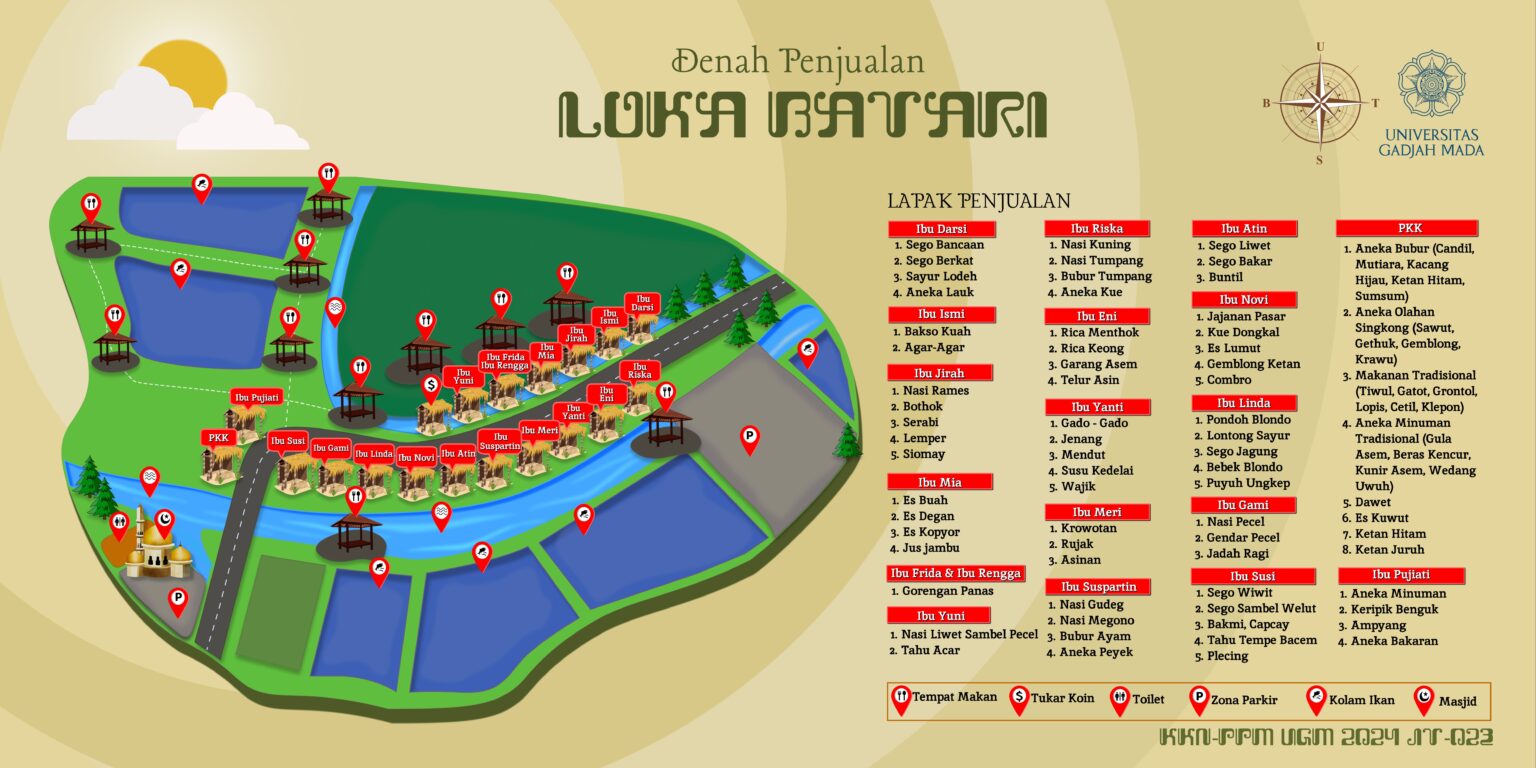 Denah Penjualan
LOKA BATARI
U
B
T
S
UNIVERSITAS
GADJAH MADA
Ibu
Darsi
Ibu
Ismi
Ibu
Jirah
Ibu
Mia
Ibu Frida
Ibu Rengga
Ibu
Yuni
Ibu
Riska
Ibu
Eni
Ibu
Yanti
Ibu Meri
Ibu
Suspartin
Ibu Atin
Ibu Novi
Ibu Linda
Ibu Gami
Ibu Susi
Ibu Pujiati
PKK
$
P
P
LAPAK PENJUALAN
Ibu Darsi
1. Sego Bancaan
2. Sego Berkat
3. Sayur Lodeh
4. Aneka Lauk
Ibu Ismi
1. Bakso Kuah
2. Agar-Agar
Ibu Jirah
1. Nasi Rames
2. Bothok
3. Serabi
4. Lemper
5. Siomay
Ibu Mia
1. Es Buah
2. Es Degan
3. Es Kopyor
4. Jus jambu
Ibu Frida & Ibu Rengga
1. Gorengan Panas
Ibu Yuni
1. Nasi Liwet Sambel Pecel
2. Tahu Acar
Ibu Riska
1. Nasi Kuning
2. Nasi Tumpang
3. Bubur Tumpang
4. Aneka Kue
Ibu Eni
1. Rica Menthok
2. Rica Keong
3. Garang Asem
4. Telur Asin
Ibu Yanti
1. Gado - Gado
2. Jenang
3. Mendut
4. Susu Kedelai
5. Wajik
Ibu Meri
1. Krowotan
2. Rujak
3. Asinan
Ibu Suspartin
1. Nasi Gudeg
2. Nasi Megono
3. Bubur Ayam
4. Aneka Peyek
Ibu Atin
1. Sego Liwet
2. Sego Bakar
3. Buntil
Ibu Novi
1. Jajanan Pasar
2. Kue Dongkal
3. Es Lumut
4. Gemblong Ketan
5. Combro
Ibu Linda
1. Pondoh Blondo
2. Lontong Sayur
3. Sego Jagung
4. Bebek Blondo
5. Puyuh Ungkep
Ibu Gami
1. Nasi Pecel
2. Gendar Pecel
3. Jadah Ragi
Ibu Susi
1. Sego Wiwit
2. Sego Sambel Welut
3. Bakmi, Capcay
4. Tahu Tempe Bacem
5. Plecing
PKK
1. Aneka Bubur (Candil,
Mutiara, Kacang
Hijau, Ketan Hitam,
Sumsum)
2. Aneka Olahan
Singkong (Sawut,
Gethuk, Gemblong,
Krawu)
3. Makanan Tradisional
(Tiwul, Gatot, Grontol,
Lopis, Cetil, Klepon)
4. Aneka Minuman
Tradisional (Gula
Asem, Beras Kencur,
Kunir Asem, Wedang
Uwuh)
5. Dawet
6. Es Kuwut
7. Ketan Hitam
8. Ketan Juruh
Ibu Pujiati
1. Aneka Minuman
2. Keripik Benguk
3. Ampyang
4. Aneka Bakaran
Tempat Makan
$ Tukar Koin
Toilet
P Zona Parkir
Kolam Ikan
Masjid
KKN-PPM UGM 2024 JT-023